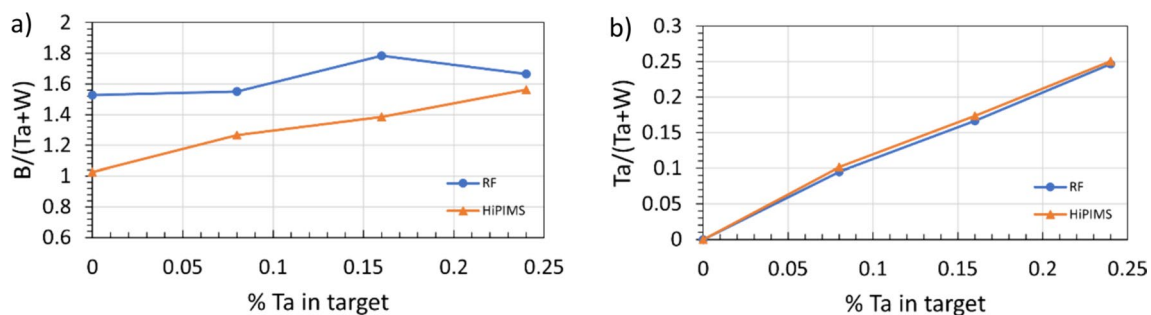 a)
B/(Ta+W)
2
1.8
1.6
1.4
1.2
1
0.8
0.6
0 0.05 0.1 0.15 0.2 0.25
% Ta in target
RF
HiPIMS
b)
Ta/(Ta+W)
0.3
0.25
0.2
0.15
0.1
0.05
0
0 0.05 0.1 0.15 0.2 0.25
% Ta in target
RF
HiPIMS